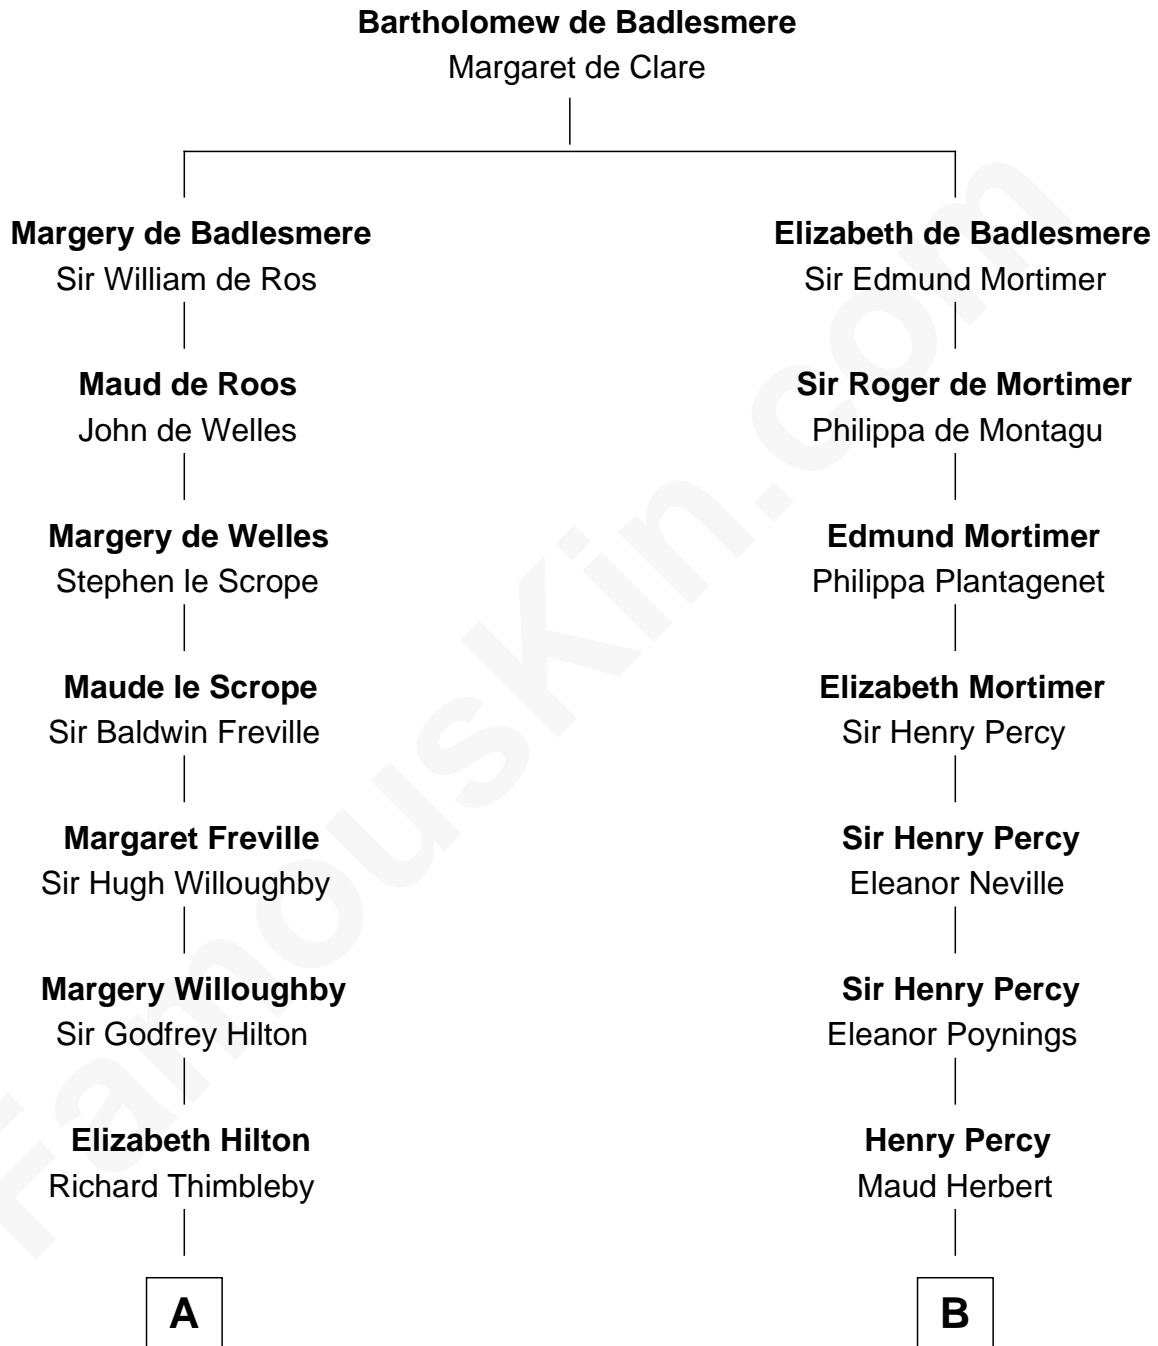 Bartholomew de Badlesmere
Margaret de Clare
Margery de Badlesmere
Sir William de Ros
Maud de Roos
John de Welles
Margery de Welles
Stephen le Scrope
Maude le Scrope
Sir Baldwin Freville
Margaret Freville
Sir Hugh Willoughby
Margery Willoughby
Sir Godfrey Hilton
Elizabeth Hilton
Richard Thimbleby
A
Elizabeth de Badlesmere
Sir Edmund Mortimer
Sir Roger de Mortimer
Philippa de Montagu
Edmund Mortimer
Philippa Plantagenet
Elizabeth Mortimer
Sir Henry Percy
Sir Henry Percy
Eleanor Neville
Sir Henry Percy
Eleanor Poynings
Henry Percy
Maud Herbert
B
FamousKin.com